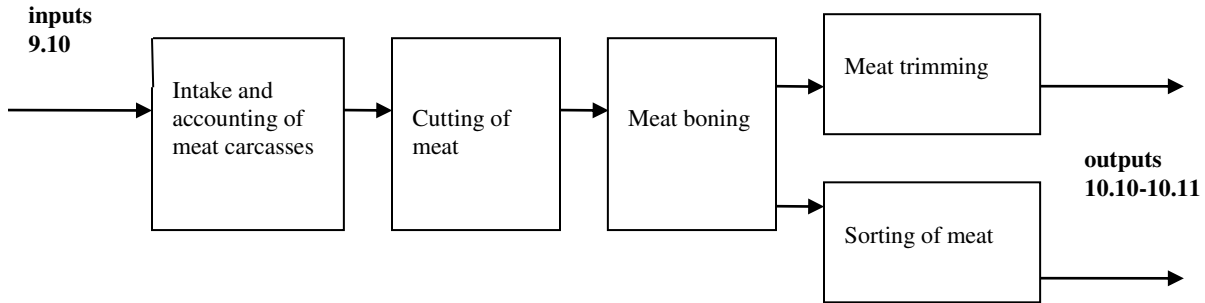 inputs
9.10
Intake and
accounting of
meat carcasses
Cutting of
meat
Meat boning
Meat trimming
Sorting of meat
outputs
10.10-10.11